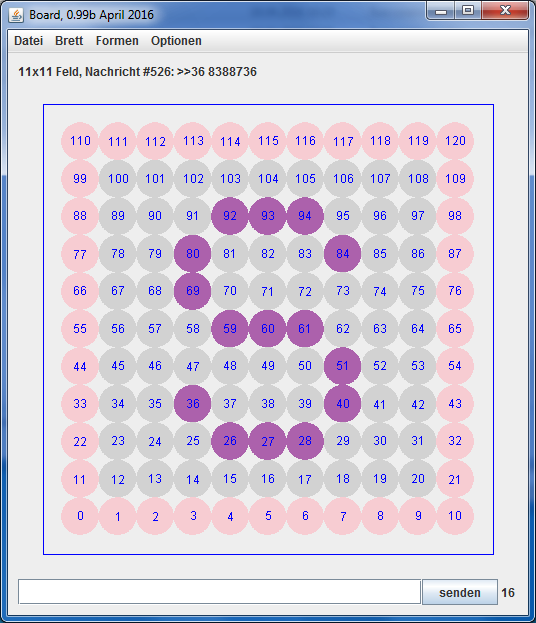 Board, 0.99b April 2016
Datei Brett Formen Optionen
11x11 Feld, Nachricht #526: >>36 8388736
110 111 112 113 114 115 116 117 118 119 120
99 100 101 102 103 104 105 106 107 108 109
88 89 90 91 92 93 94 95 96 97 98
77 78 79 80 81 82 83 84 85 86 87
66 67 68 69 70 71 72 73 74 75 76
55 56 57 58 59 60 61 62 63 64 65
44 45 46 47 48 49 50 51 52 53 54
33 34 35 36 37 38 39 40 41 42 43
22 23 24 25 26 27 28 29 30 31 32
11 12 13 14 15 16 17 18 19 20 21
0 1 2 3 4 5 6 7 8 9 10
senden 16